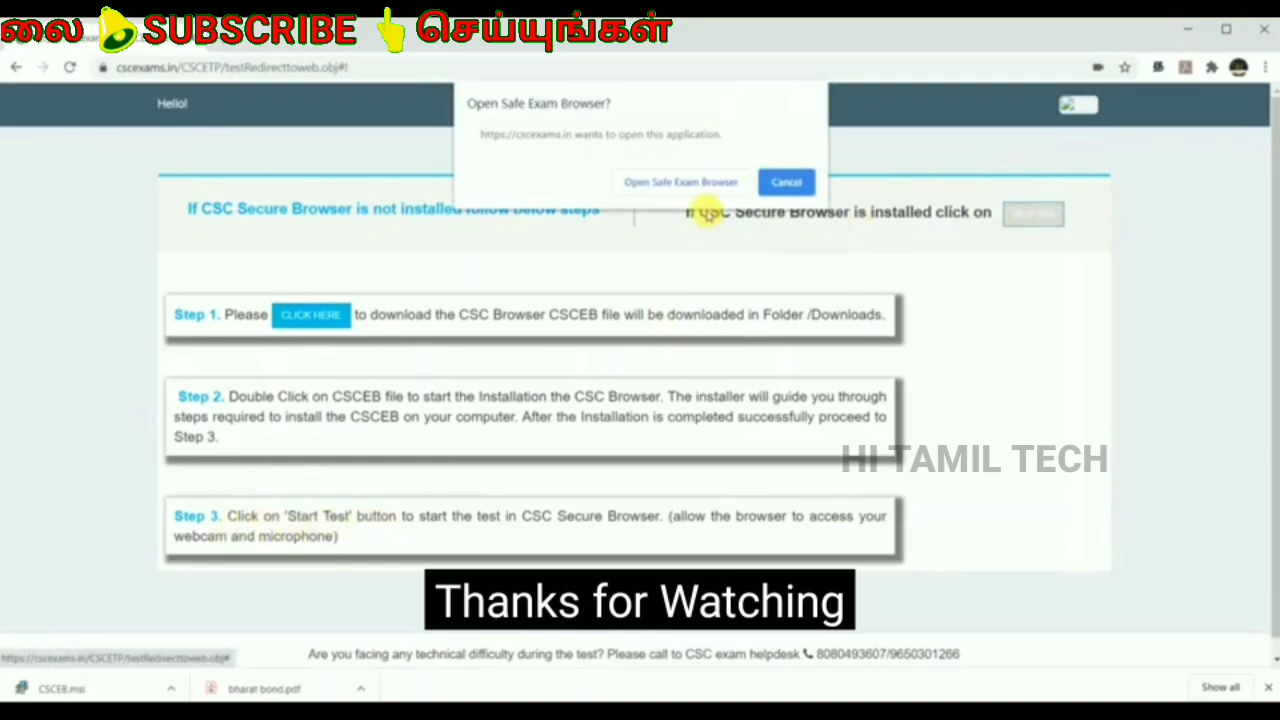 லை SUBSCRIBE செய்யுங்கள்
cscexams.in/CSCETP/testRedirecttoweb.obj#!
Hello!
Open Safe Exam Browser?
https://cscexams.in wants to open this application.
Open Safe Exam Browser Cancel
If CSC Secure Browser is not installed follow below steps
If CSC Secure Browser is installed click on
Step 1. Please CLICK HERE to download the CSC Browser CSCEB file will be downloaded in Folder /Downloads.
Step 2. Double Click on CSCEB file to start the Installation the CSC Browser. The installer will guide you through
steps required to install the CSCEB on your computer. After the Installation is completed successfully proceed to
Step 3.
HI TAMIL TECH
Step 3. Click on 'Start Test' button to start the test in CSC Secure Browser. (allow the browser to access your
webcam and microphone)
Thanks for Watching
https://cscexams.in/CSCETP/testRedirecttoweb.obj#
Are you facing any technical difficulty during the test? Please call to CSC exam helpdesk 8080493607/9650301266
CSCEB.msi
bharat bond.pdf
Show all